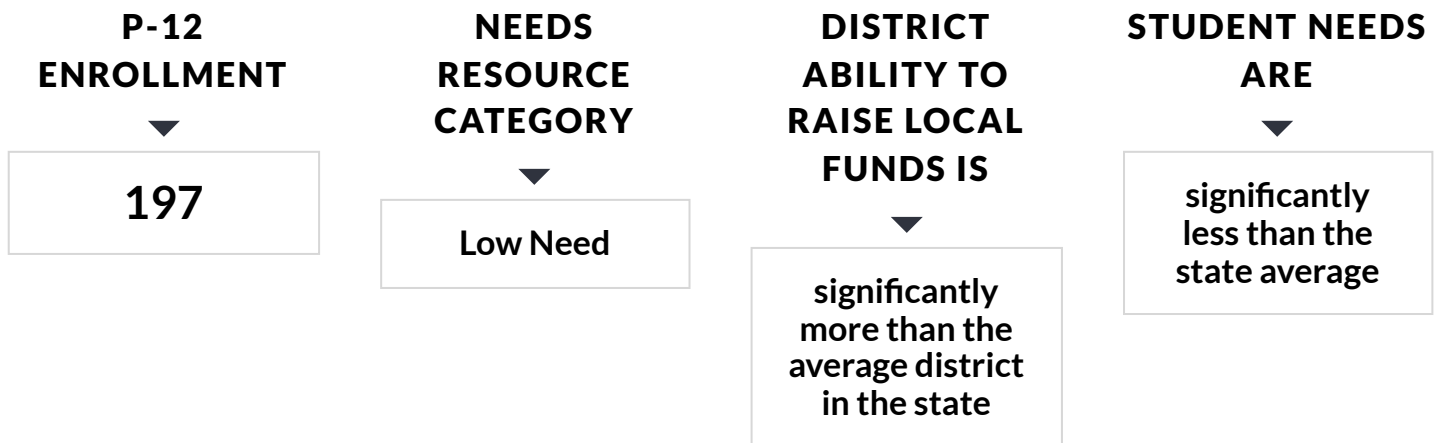 P-12
ENROLLMENT
197
NEEDS
RESOURCE
CATEGORY
Low Need
DISTRICT
ABILITY TO
RAISE LOCAL
FUNDS IS
significantly
more than the
average district
in the state
STUDENT NEEDS
ARE
significantly
less than the
state average